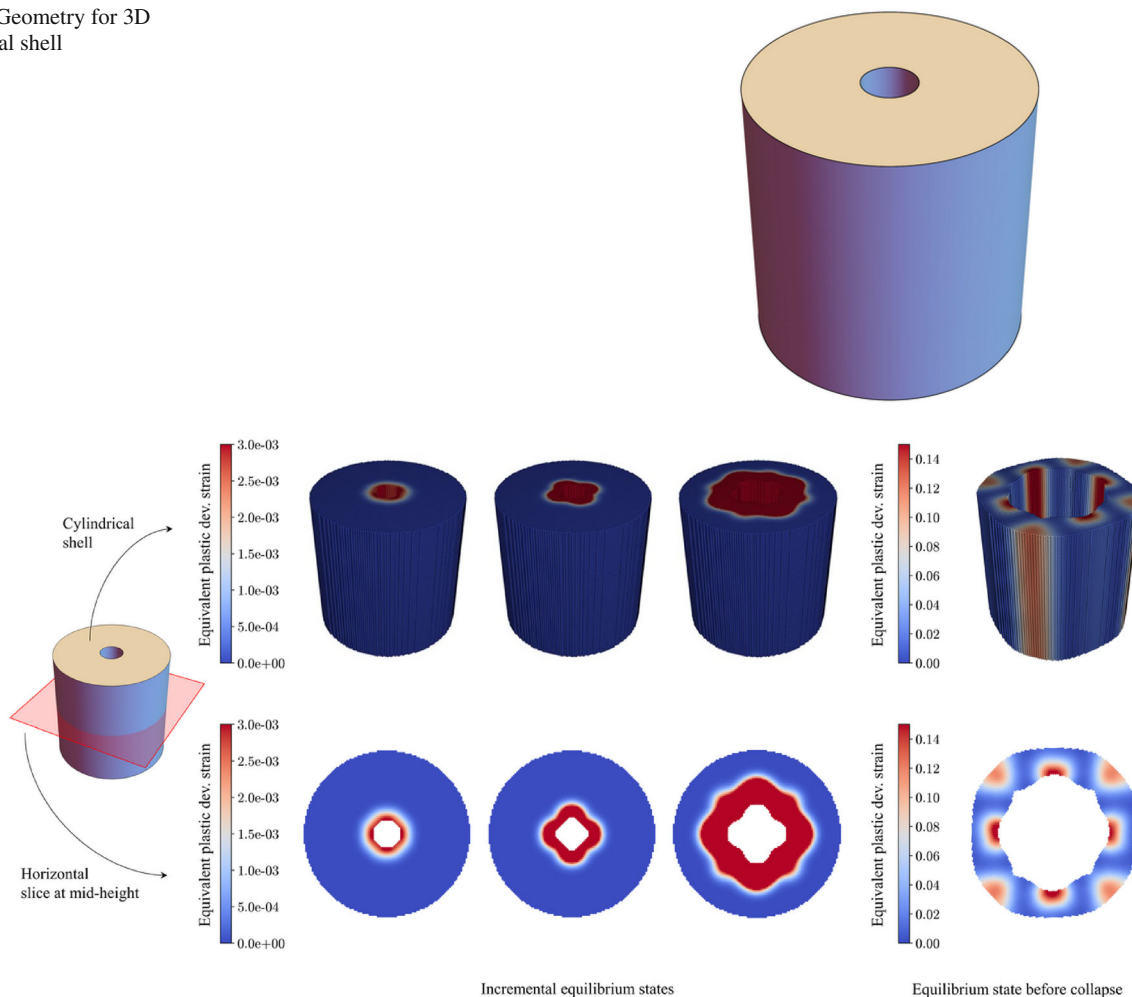 Geometry for 3D
al shell
Equivalent plastic dev. strain
3.0e-03
2.5e-03
2.0e-03
1.5e-03
1.0e-03
5.0e-04
0.0e+00
Equivalent plastic dev. strain
0.14
0.12
0.10
0.08
0.06
0.04
0.02
0.00
Cylindrical
shell
Horizontal
slice at mid-height
Equivalent plastic dev. strain
3.0e-03
2.5e-03
2.0e-03
1.5e-03
1.0e-03
5.0e-04
0.0e+00
Equivalent plastic dev. strain
0.14
0.12
0.10
0.08
0.06
0.04
0.02
0.00
Incremental equilibrium states
Equilibrium state before collapse